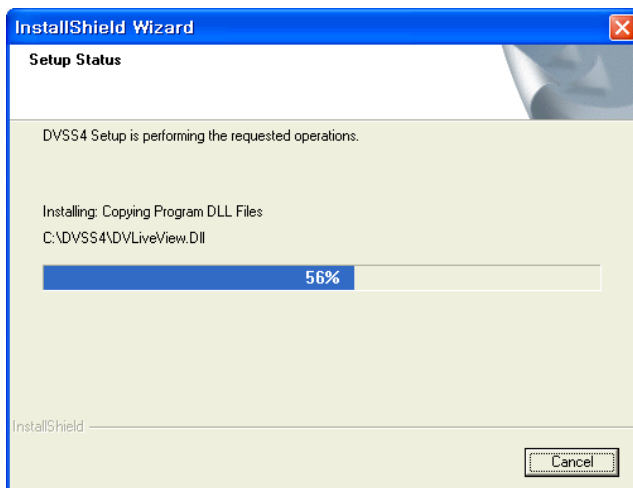 InstallShield Wizard
Setup Status
DVSS4 Setup is performing the requested operations.
Installing: Copying Program DLL Files
C:\DVSS4\DVLiveView.Dll
56%
InstallShield
Cancel